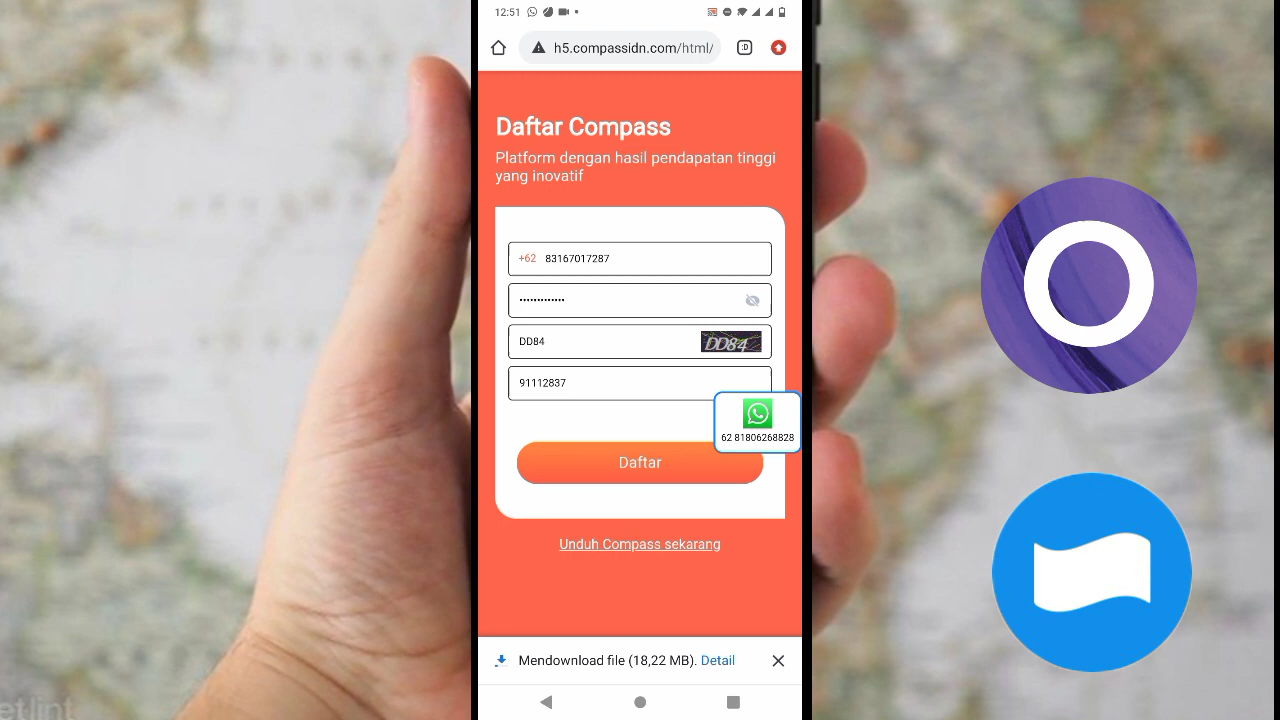 12:51
h5.compassidn.com/html/
:D
Daftar Compass
Platform dengan hasil pendapatan tinggi
yang inovatif
+62 83167017287
DD84
DD84
91112837
62 81806268828
Daftar
Unduh Compass sekarang
Mendownload file (18,22 MB). Detail